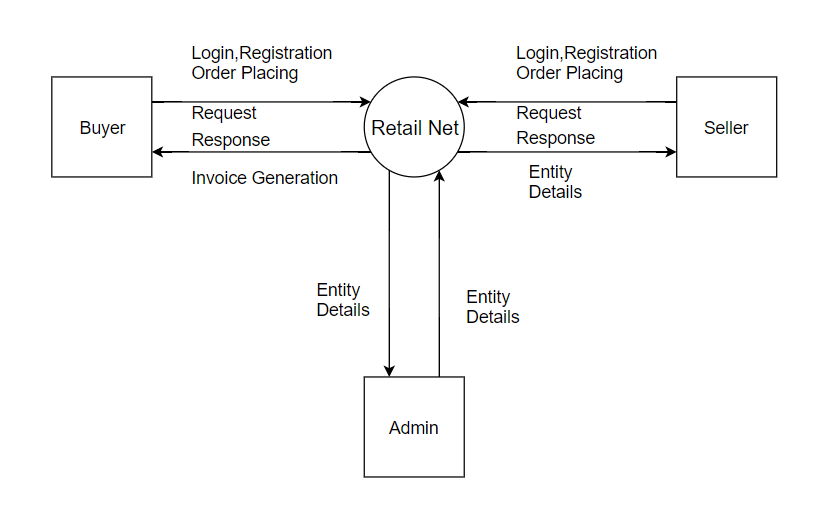 Login,Registration
Order Placing
Login,Registration
Order Placing
Buyer
Request
Response
Retail Net
Request
Response
Seller
Invoice Generation
Entity
Details
Entity
Details
Entity
Details
Admin